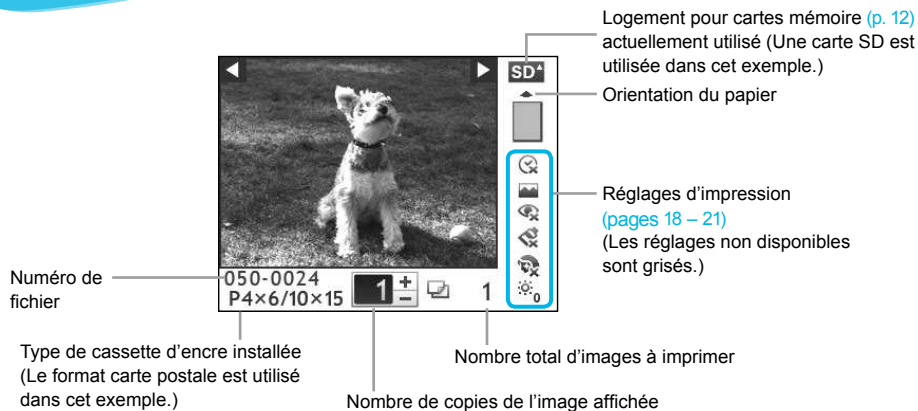 Logement pour cartes mémoire (p. 12)
actuellement utilisé (Une carte SD est
utilisée dans cet exemple.)
SD
Orientation du papier
Réglages d'impression
(pages 18 – 21)
(Les réglages non disponibles
sont grisés.)
Numéro de
fichier
050-0024
P4×6/10×15
1
+
−
1
0
Type de cassette d'encre installée
(Le format carte postale est utilisé
dans cet exemple.)
Nombre total d'images à imprimer
Nombre de copies de l'image affichée